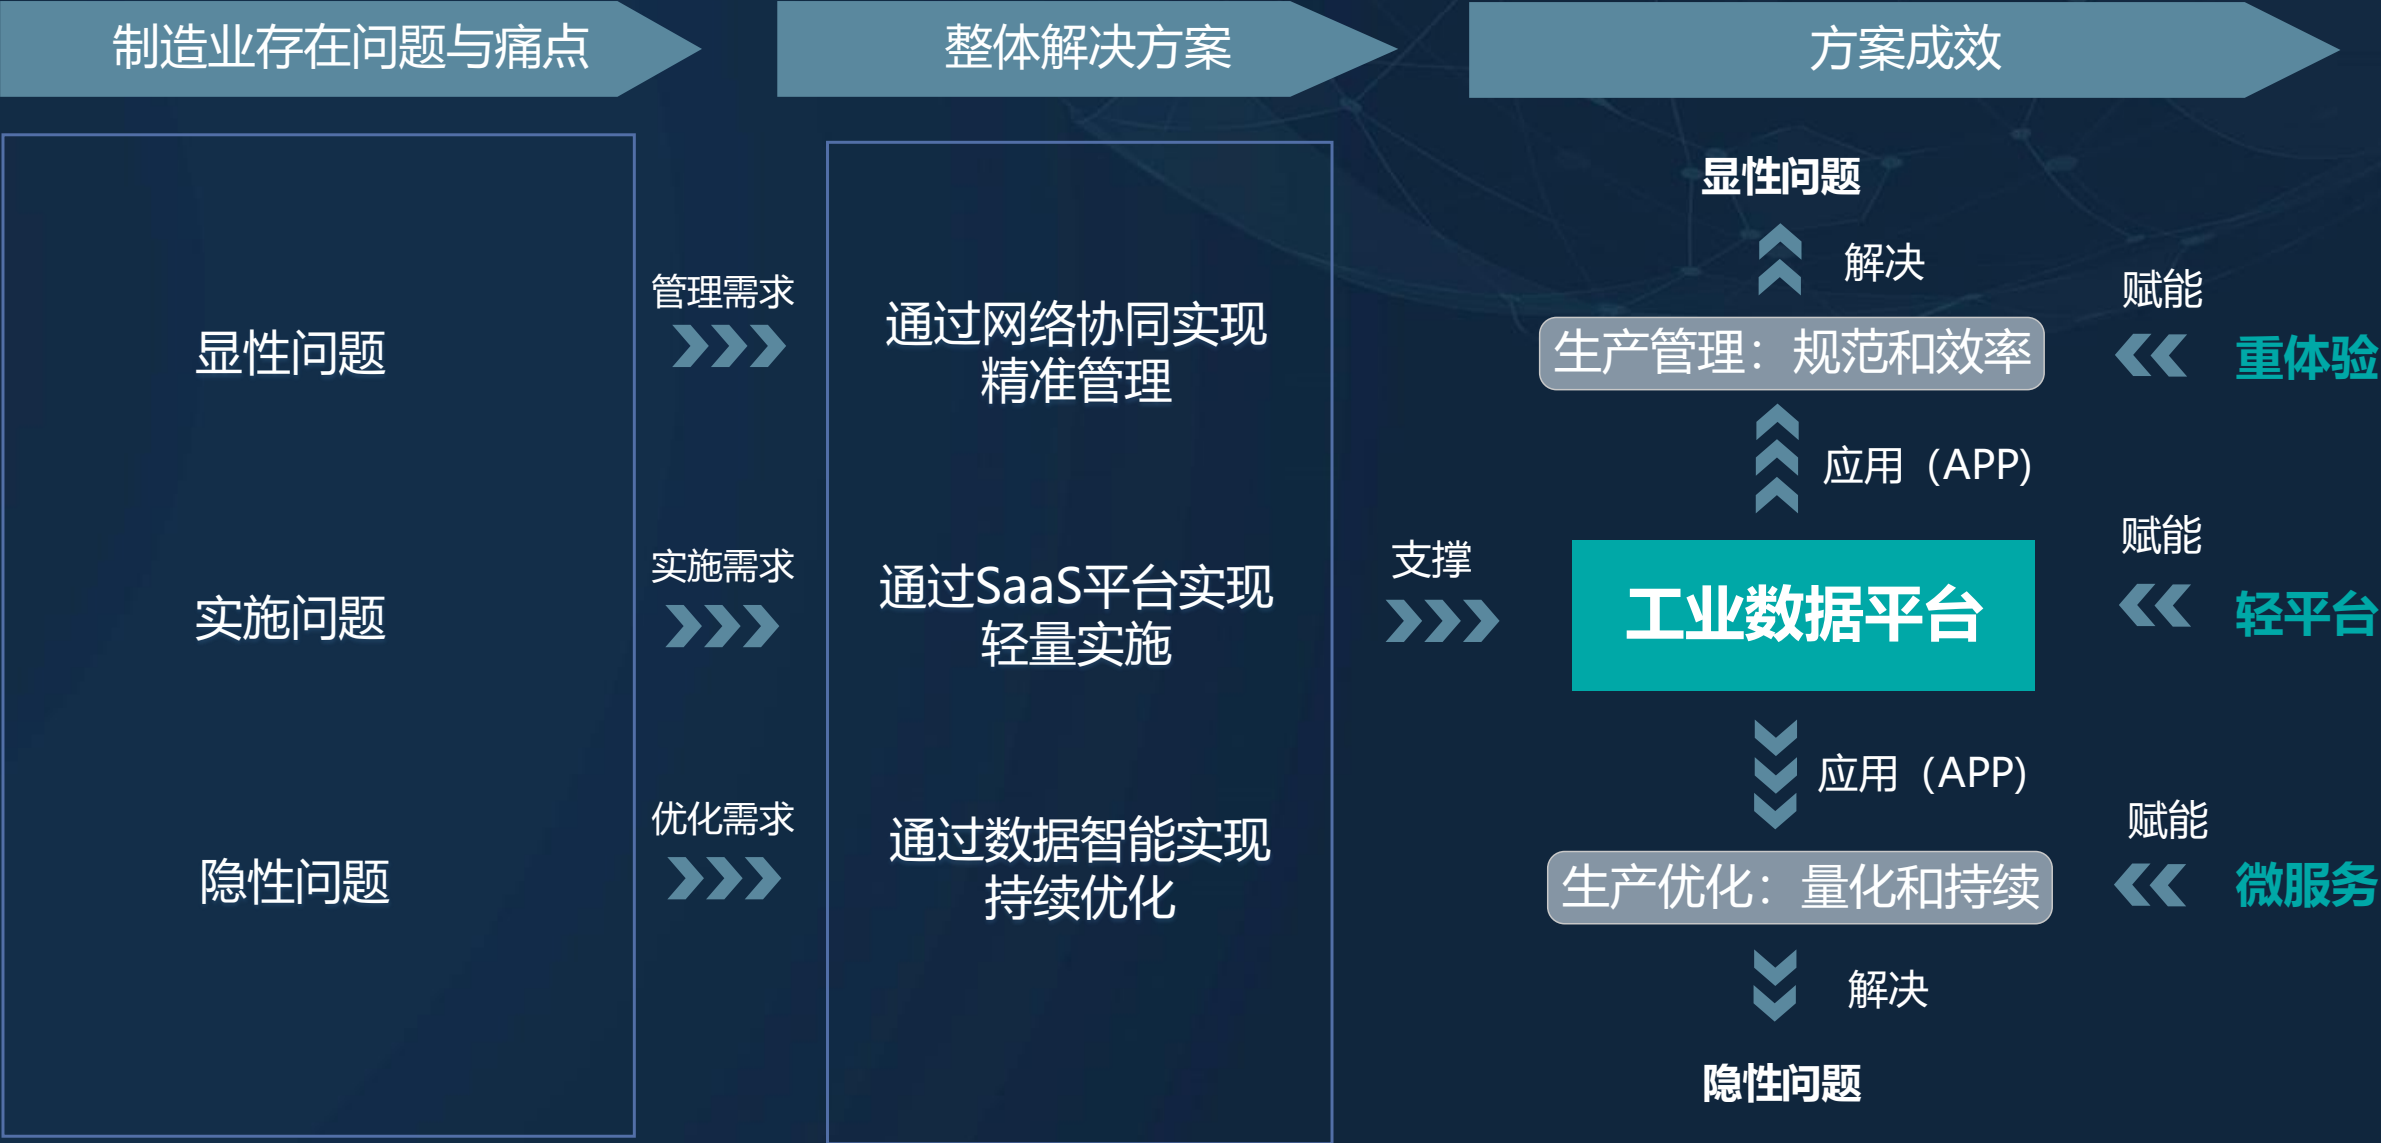 制造业存在问题与痛点
整体解决方案
方案成效
显性问题
实施问题
隐性问题
管理需求
实施需求
优化需求
通过网络协同实现
精准管理
通过SaaS平台实现
轻量实施
通过数据智能实现
持续优化
支撑
显性问题
解决
生产管理：规范和效率
应用（APP）
工业数据平台
应用（APP）
生产优化：量化和持续
解决
隐性问题
赋能
重体验
赋能
轻平台
赋能
微服务